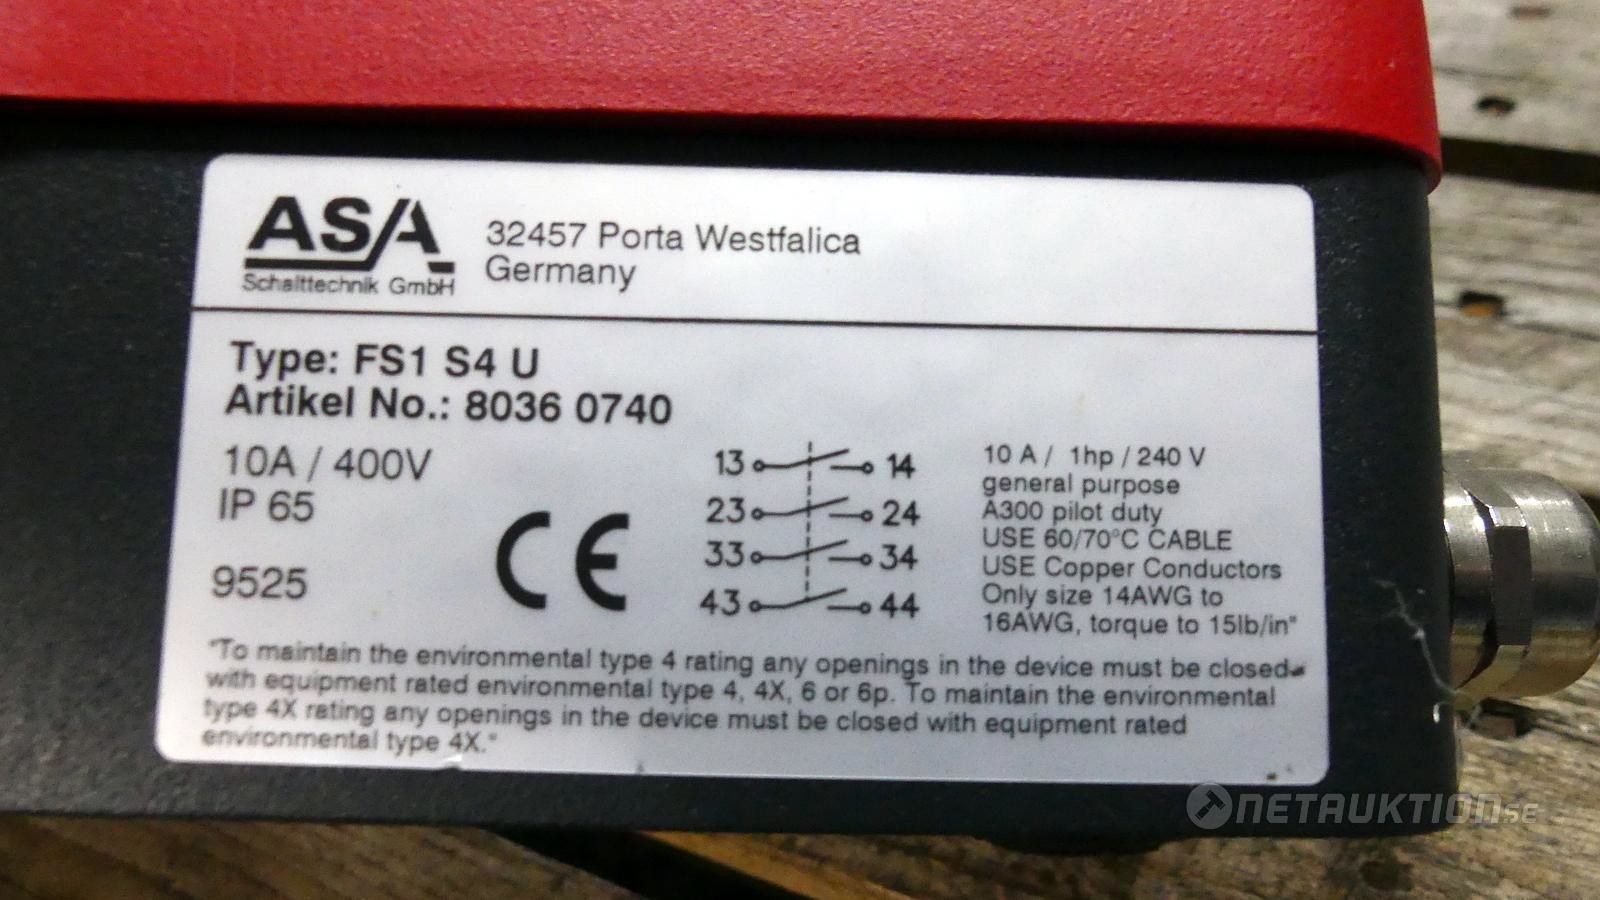 ASA
Schalttechnik GmbH
32457 Porta Westfalica
Germany
Type: FS1 S4 U
Artikel No.: 8036 0740
10A / 400V
IP 65
9525
CE
13 14
23 24
33 34
43 44
10 A / 1hp / 240 V
general purpose
A300 pilot duty
USE 60/70°C CABLE
USE Copper Conductors
Only size 14AWG to
16AWG, torque to 15lb/in"
"To maintain the environmental type 4 rating any openings in the device must be closed
with equipment rated environmental type 4, 4X, 6 or 6p. To maintain the environmental
type 4X rating any openings in the device must be closed with equipment rated
environmental type 4X."
NETAUKTION.SE